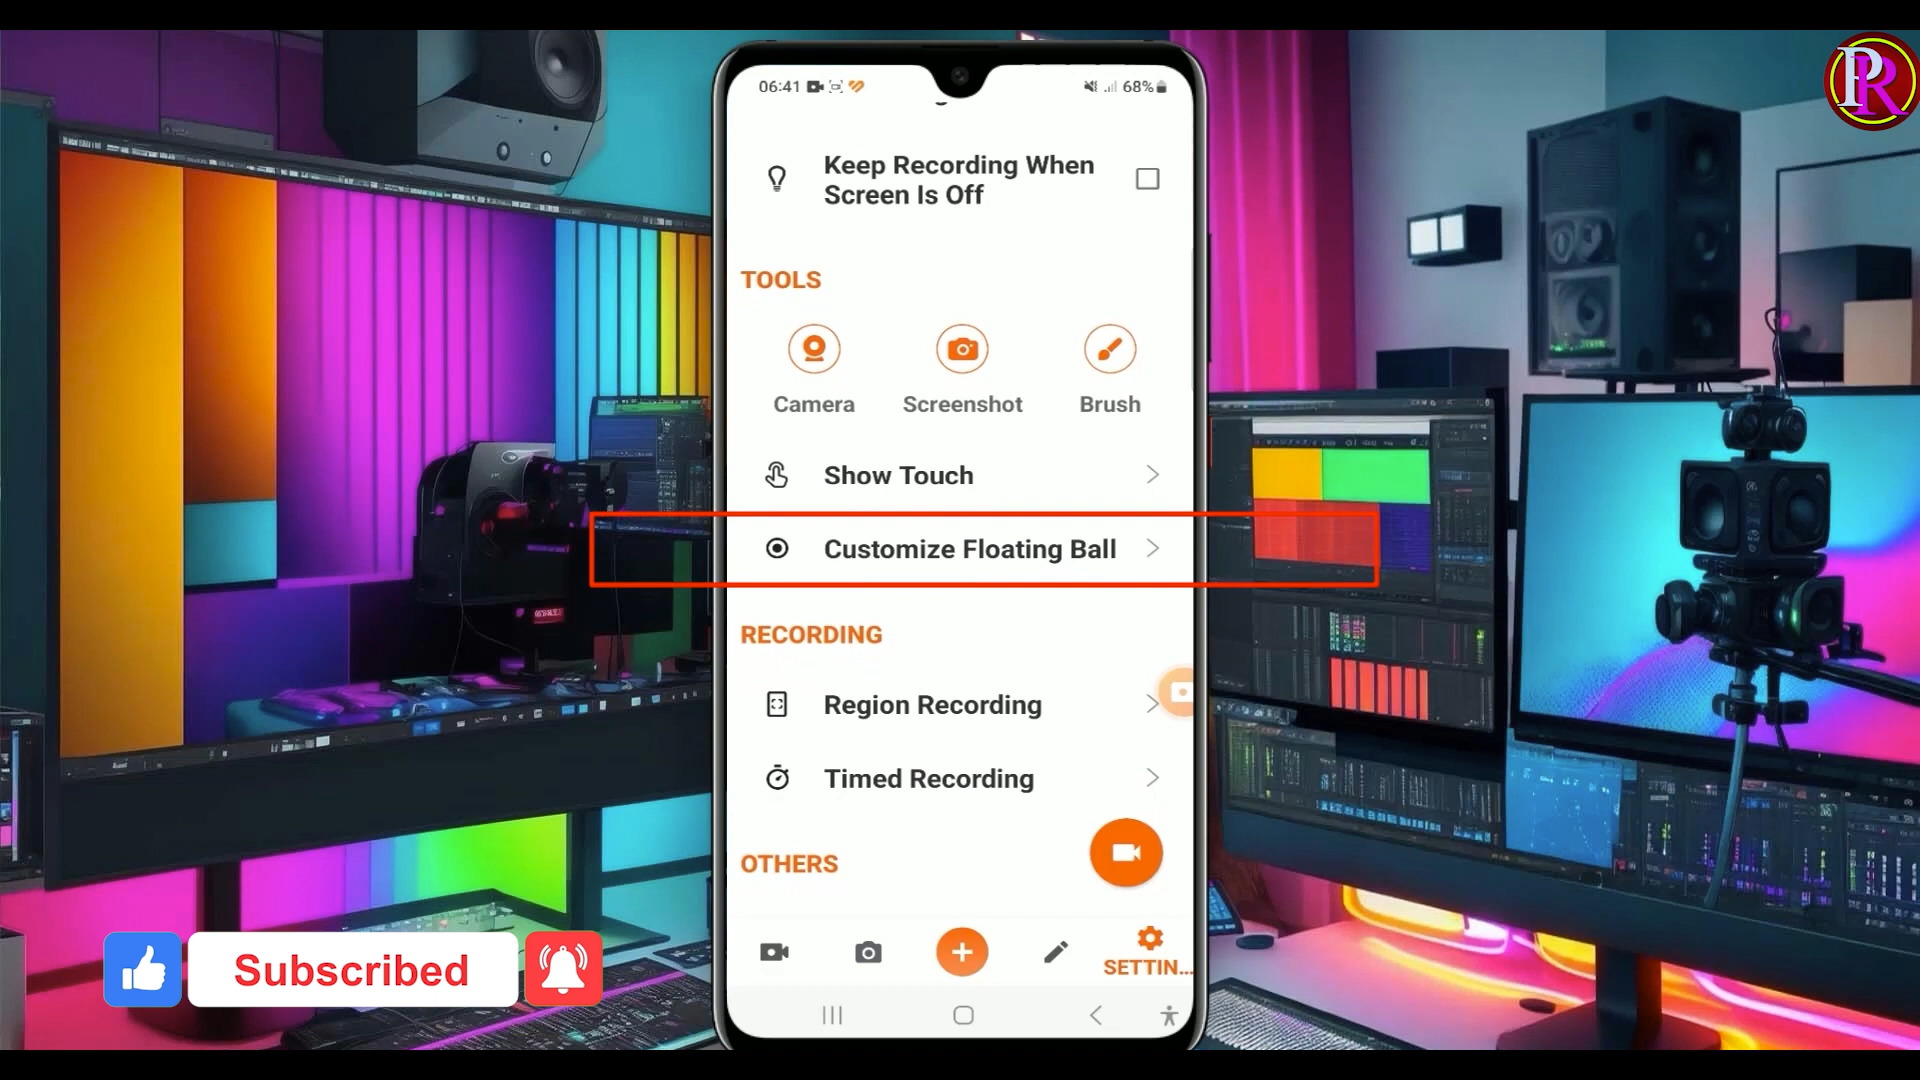 PR
06:41
68%
Keep Recording When
Screen Is Off
TOOLS
Camera
Screenshot
Brush
Show Touch
Customize Floating Ball
RECORDING
Region Recording
Timed Recording
OTHERS
SETTIN...
Subscribed